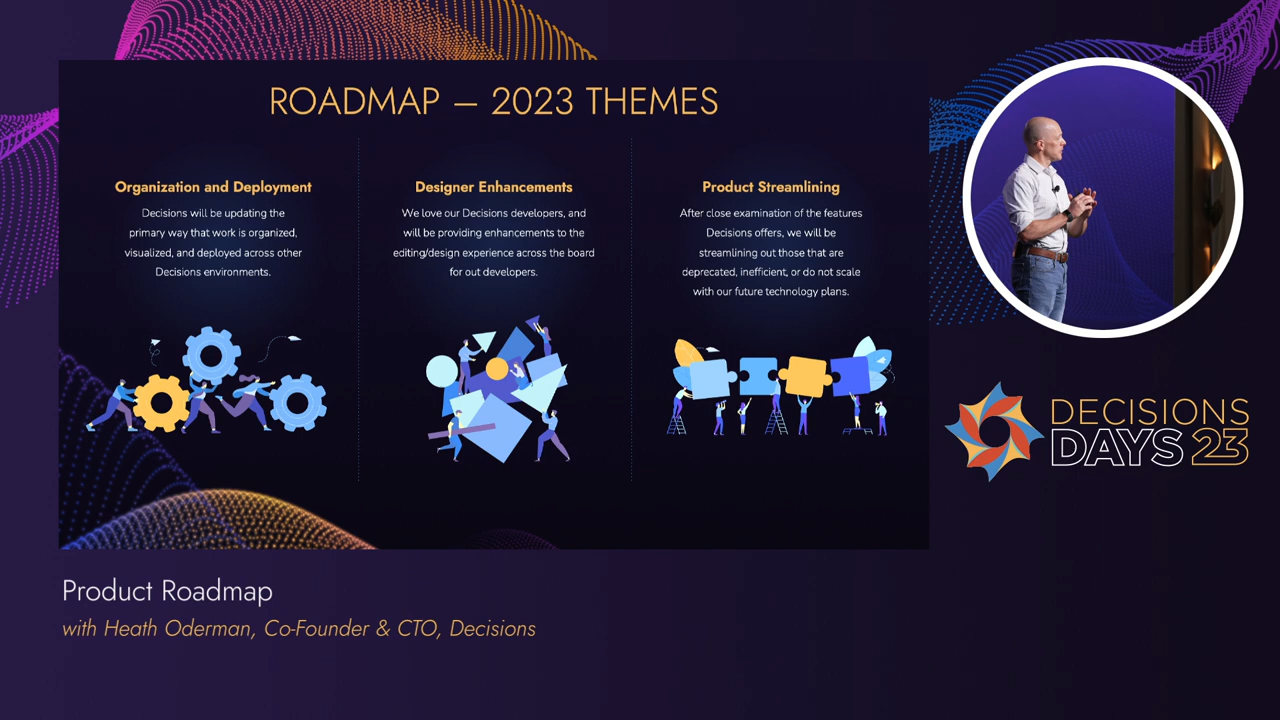 ROADMAP – 2023 THEMES
Organization and Deployment
Decisions will be updating the
primary way that work is organized,
visualized, and deployed across other
Decisions environments.
Designer Enhancements
We love our Decisions developers, and
will be providing enhancements to the
editing/design experience across the board
for out developers.
Product Streamlining
After close examination of the features
Decisions offers, we will be
streamlining out those that are
deprecated, inefficient, or do not scale
with our future technology plans.
DECISIONS
DAYS 23
Product Roadmap
with Heath Oderman, Co-Founder & CTO, Decisions